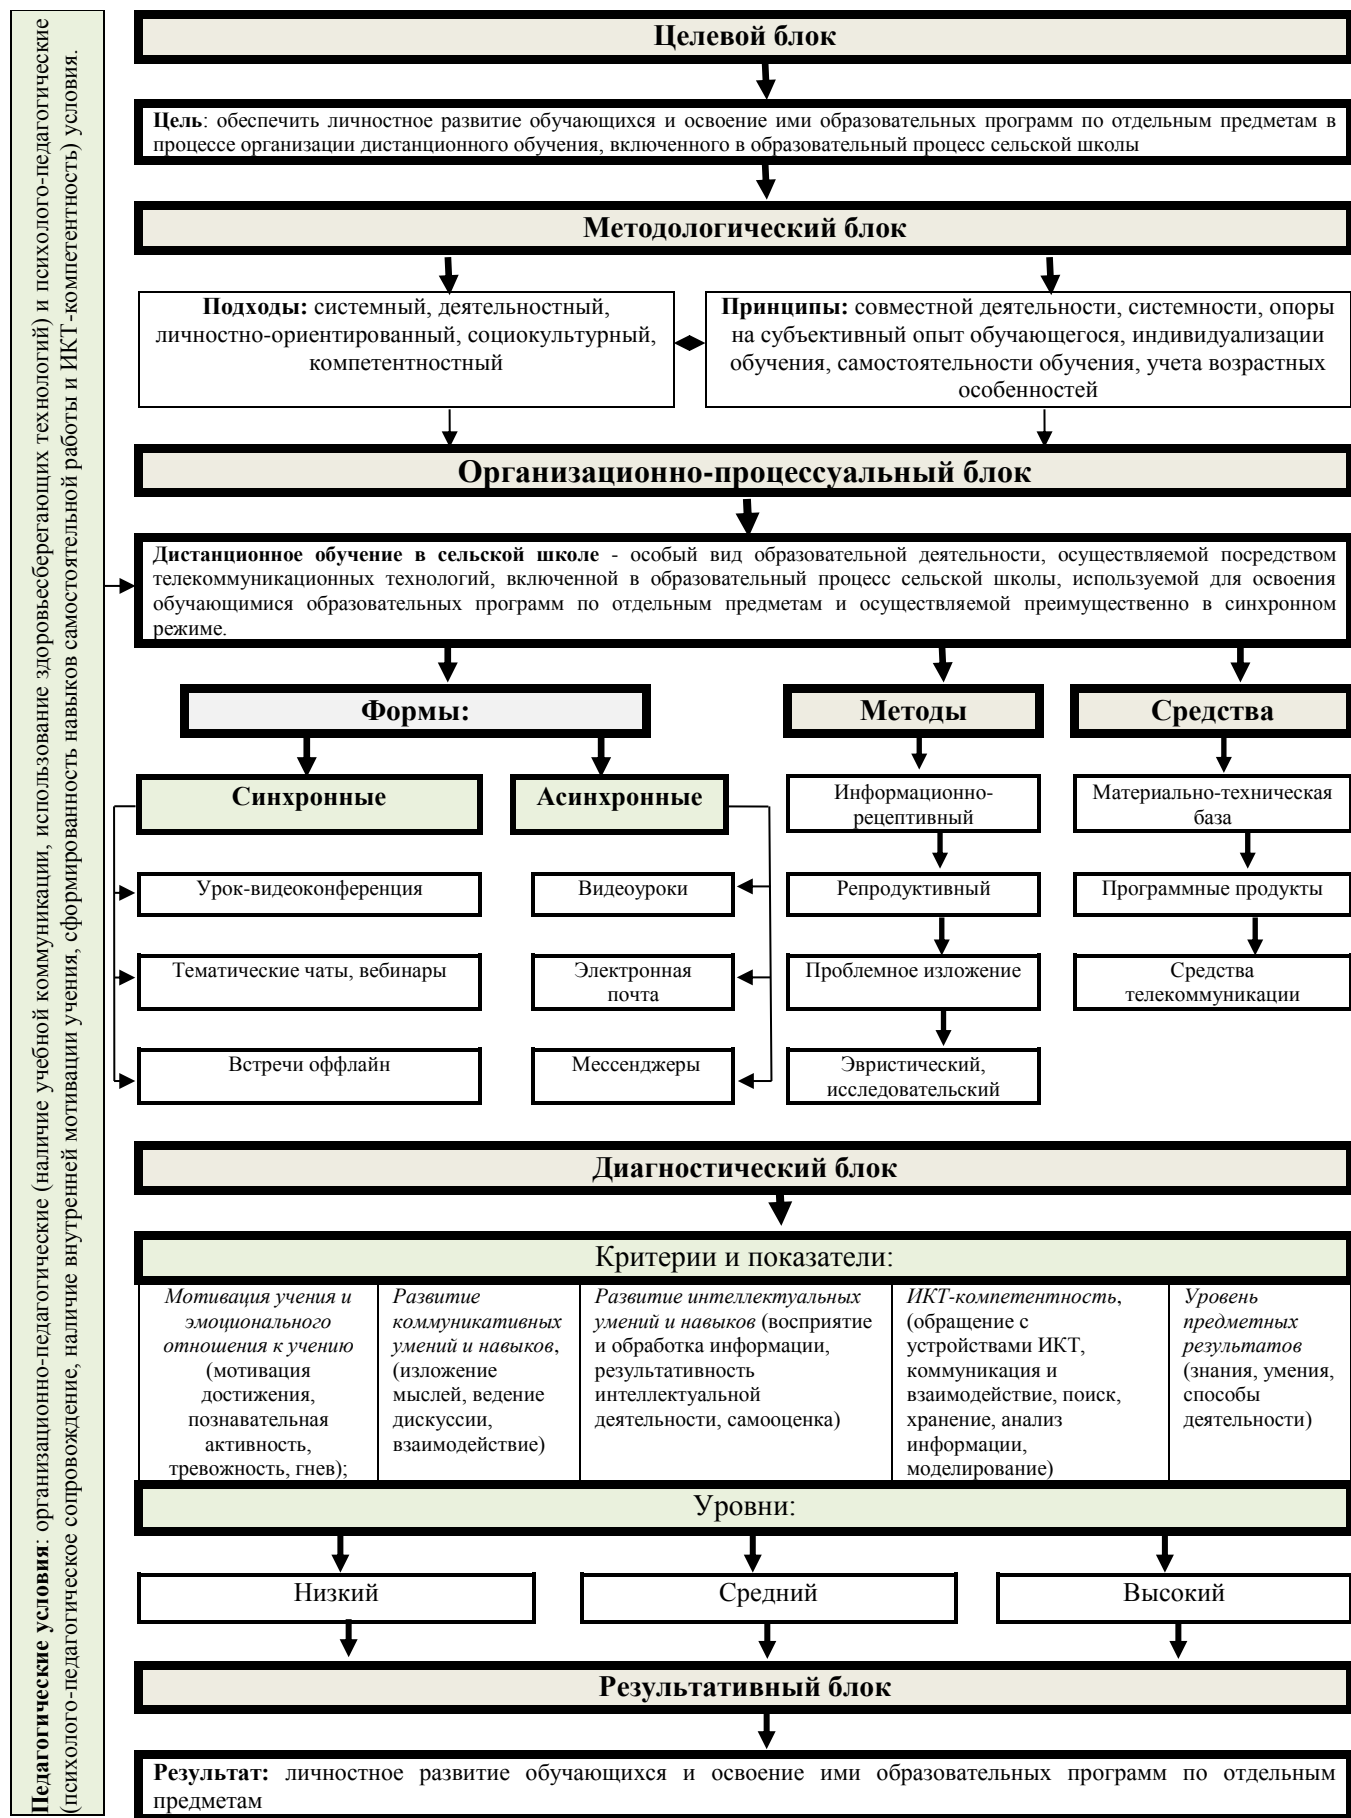 Педагогические условия: организационно-педагогические (наличие учебной коммуникации, использование здоровьесберегающих технологий) и психолого-педагогические
(психолого-педагогическое сопровождение, наличие внутренней мотивации учения, сформированность навыков самостоятельной работы и ИКТ-компетентность) условия.
Целевой блок
Цель: обеспечить личностное развитие обучающихся и освоение ими образовательных программ по отдельным предметам в
процессе организации дистанционного обучения, включенного в образовательный процесс сельской школы
Методологический блок
Подходы: системный, деятельностный,
личностно-ориентированный, социокультурный,
компетентностный
Принципы: совместной деятельности, системности, опоры
на субъективный опыт обучающегося, индивидуализации
обучения, самостоятельности обучения, учета возрастных
особенностей
Организационно-процессуальный блок
Дистанционное обучение в сельской школе - особый вид образовательной деятельности, осуществляемой посредством
телекоммуникационных технологий, включенной в образовательный процесс сельской школы, используемой для освоения
обучающимися образовательных программ по отдельным предметам и осуществляемой преимущественно в синхронном
режиме.
Формы:
Синхронные
Урок-видеоконференция
Тематические чаты, вебинары
Встречи оффлайн
Асинхронные
Видеоуроки
Электронная
почта
Мессенджеры
Методы
Информационно-
рецептивный
Репродуктивный
Проблемное изложение
Эвристический,
исследовательский
Средства
Материально-техническая
база
Программные продукты
Средства
телекоммуникации
Диагностический блок
Критерии и показатели:
Мотивация учения и
эмоционального
отношения к учению
(мотивация
достижения,
познавательная
активность,
тревожность, гнев);
Развитие
коммуникативных
умений и навыков,
(изложение
мыслей, ведение
дискуссии,
взаимодействие)
Развитие интеллектуальных
умений и навыков (восприятие
и обработка информации,
результативность
интеллектуальной
деятельности, самооценка)
ИКТ-компетентность,
(обращение с
устройствами ИКТ,
коммуникация и
взаимодействие, поиск,
хранение, анализ
информации,
моделирование)
Уровень
предметных
результатов
(знания, умения,
способы
деятельности)
Уровни:
Низкий
Средний
Высокий
Результативный блок
Результат: личностное развитие обучающихся и освоение ими образовательных программ по отдельным
предметам